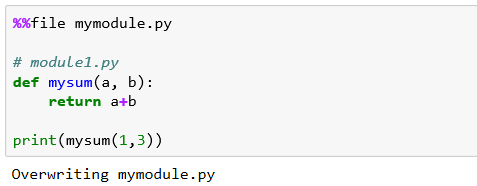 %%file mymodule.py
# module1.py
def mysum(a, b):
    return a+b
print(mysum(1,3))
Overwriting mymodule.py